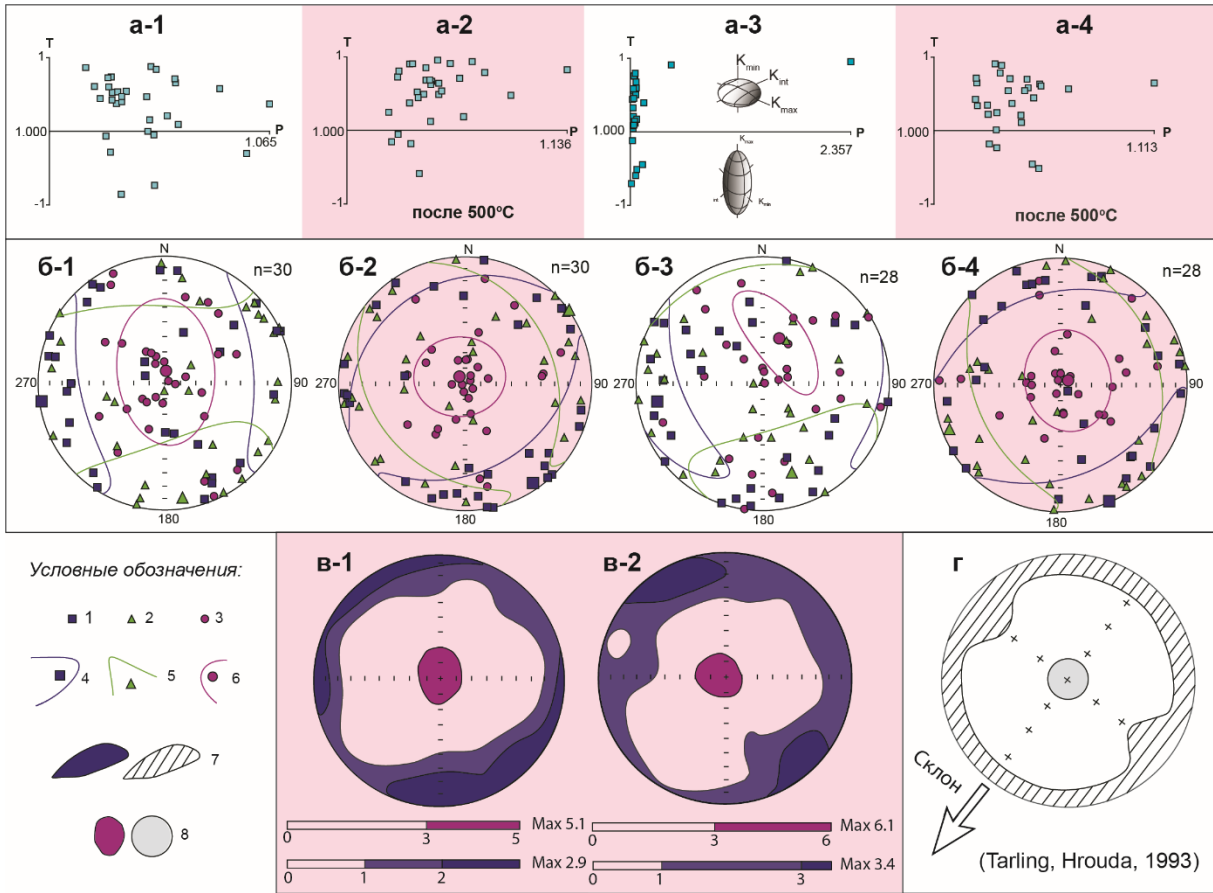 а-1
а-2
а-3
а-4
T
1
1.000
P
1.065
-1
T
1
1.000
P
1.136
-1
после 500°C
T
1
1.000
P
2.357
-1
Kmin
Kint
Kmax
Kmin
T
1
1.000
P
1.113
-1
после 500°C
б-1
N
n=30
270
90
180
б-2
N
n=30
270
90
180
б-3
N
n=28
270
90
180
б-4
N
n=28
270
90
180
Условные обозначения:
1
2
3
4
5
6
7
8
в-1
в-2
0
3
5
Max 5.1
0
1
2
Max 2.9
0
3
6
Max 6.1
0
1
3
Max 3.4
г
Склон
(Tarling, Hrouda, 1993)